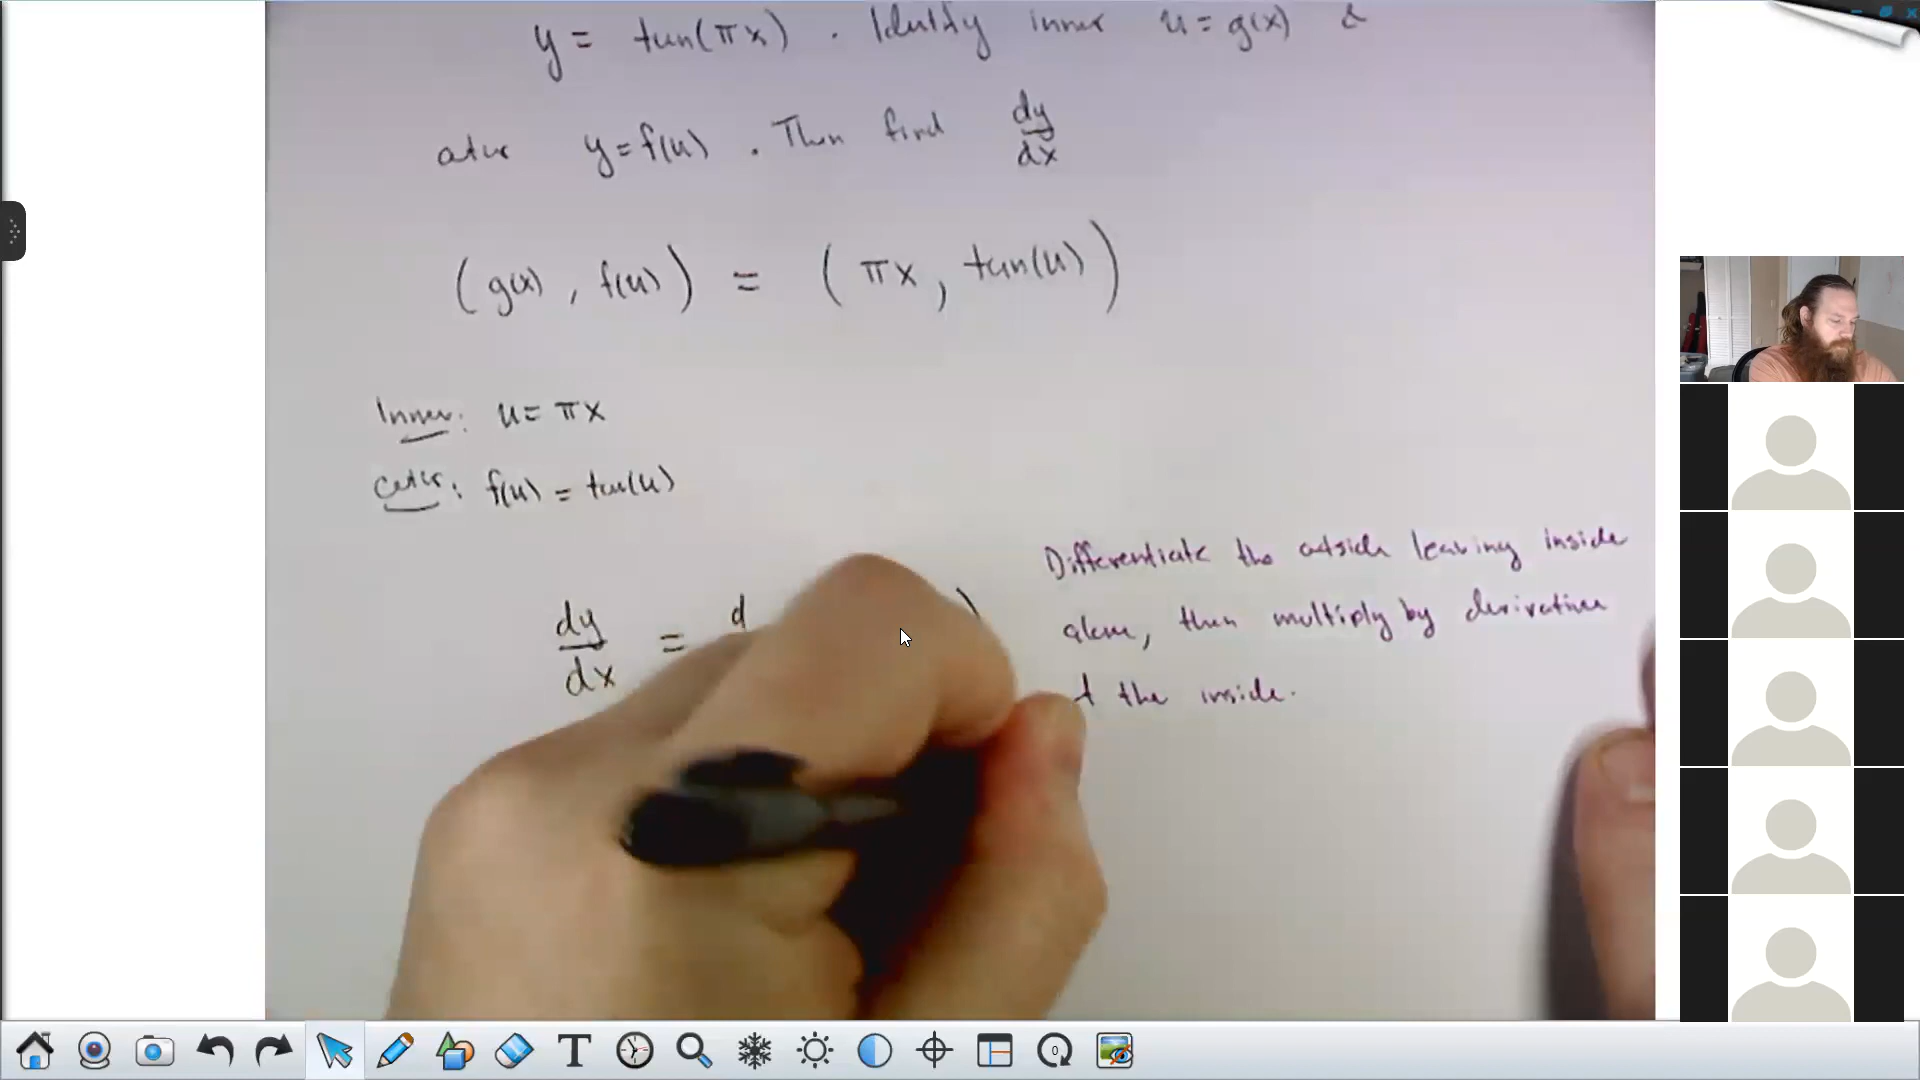 y = tan(πx) . Identify inner u = g(x) &
outer y = f(u) . Then find dy/dx
(g(x), f(u)) = (πx, tan(u))
Inner: u = πx
outer: f(u) = tan(u)
Differentiate the outside leaving inside
alone, then multiply by derivative
the inside.
dy/dx = d )